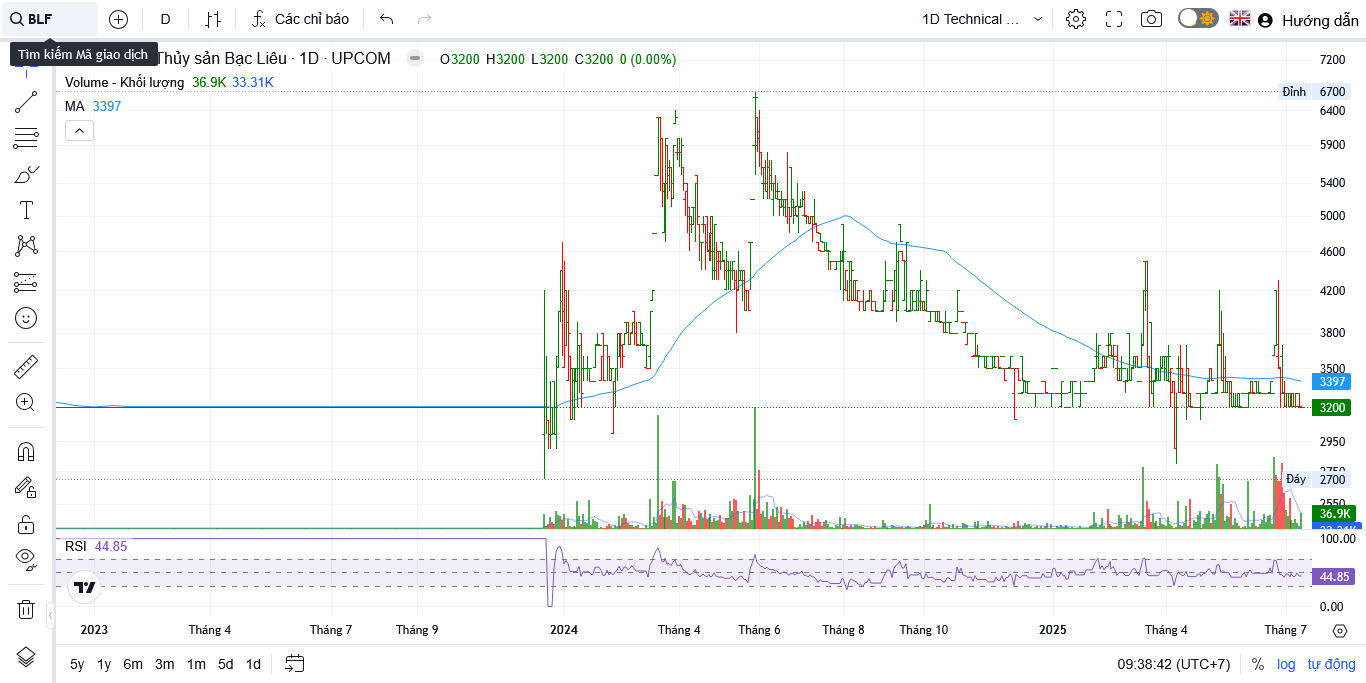 BLF
D
Các chỉ báo
1D Technical ...
Hướng dẫn
Tìm kiếm Mã giao dịch
Thủy sản Bạc Liêu · 1D · UPCOM
O3200 H3200 L3200 C3200 0 (0.00%)
Volume - Khối lượng 36.9K 33.31K
MA 3397
7200
Đỉnh 6700
6400
5900
5400
5000
4600
4200
3800
3500
3397
3200
2950
2750
Đáy 2700
2550
36.9K
33.31K
RSI 44.85
100.00
44.85
0.00
2023 Tháng 4 Tháng 7 Tháng 9 2024 Tháng 4 Tháng 6 Tháng 8 Tháng 10 2025 Tháng 4 Tháng 7
5y 1y 6m 3m 1m 5d 1d
09:38:42 (UTC+7) % log tự động